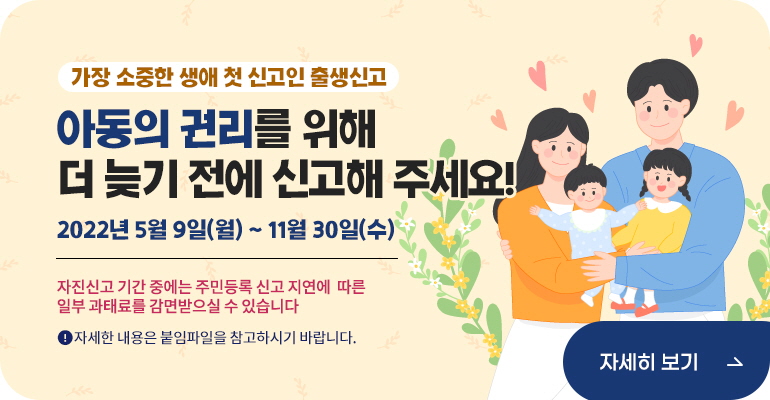 가장 소중한 생애 첫 신고인 출생신고
아동의 권리를 위해
더 늦기 전에 신고해 주세요!
2022년 5월 9일(월) ~ 11월 30일(수)
자진신고 기간 중에는 주민등록 신고 지연에 따른
일부 과태료를 감면받으실 수 있습니다
!자세한 내용은 붙임파일을 참고하시기 바랍니다.
자세히 보기